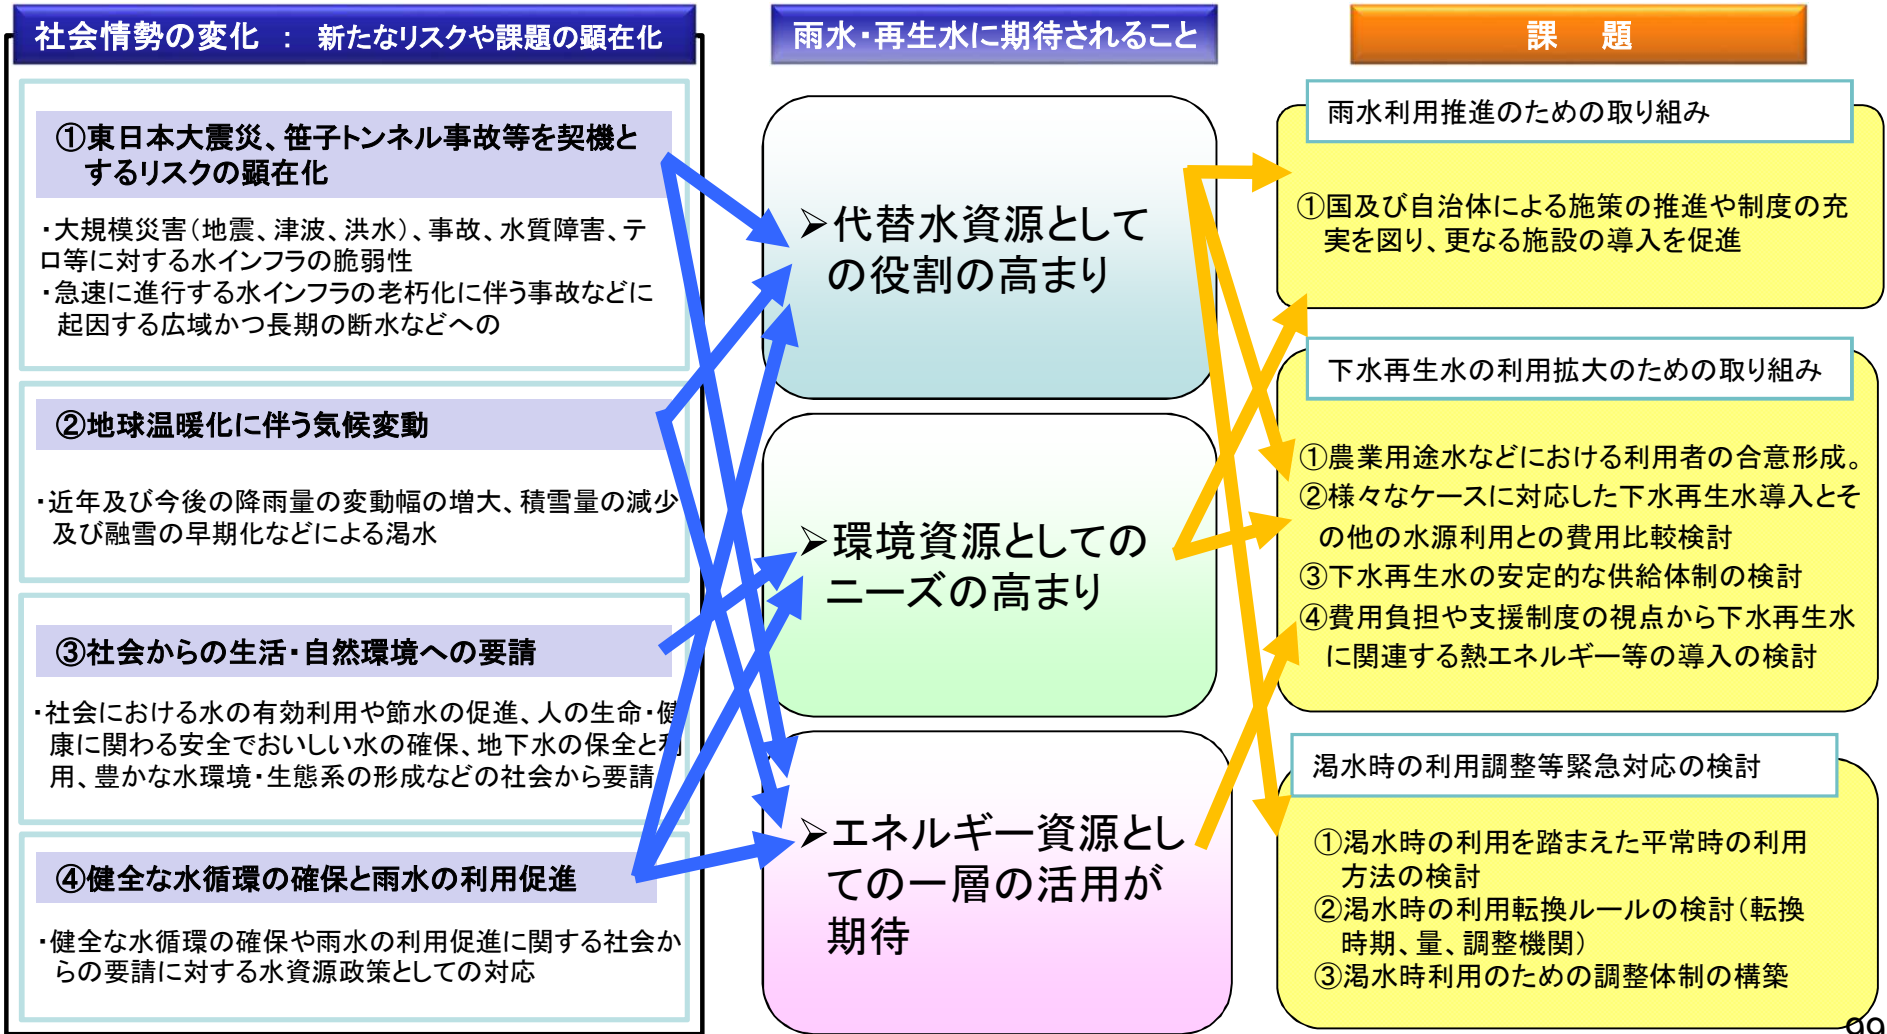 社会情勢の変化 ： 新たなリスクや課題の顕在化
①東日本大震災、笹子トンネル事故等を契機と
するリスクの顕在化
・大規模災害（地震、津波、洪水）、事故、水質障害、テ
ロ等に対する水インフラの脆弱性
・急速に進行する水インフラの老朽化に伴う事故などに
起因する広域かつ長期の断水などへの
②地球温暖化に伴う気候変動
・近年及び今後の降雨量の変動幅の増大、積雪量の減少
及び融雪の早期化などによる渇水
③社会からの生活・自然環境への要請
・社会における水の有効利用や節水の促進、人の生命・健
康に関わる安全でおいしい水の確保、地下水の保全と利
用、豊かな水環境・生態系の形成などの社会から要請
④健全な水循環の確保と雨水の利用促進
・健全な水循環の確保や雨水の利用促進に関する社会か
らの要請に対する水資源政策としての対応
雨水・再生水に期待されること
➢代替水資源として
の役割の高まり
➢環境資源としての
ニーズの高まり
➢エネルギー資源とし
ての一層の活用が
期待
課 題
雨水利用推進のための取り組み
①国及び自治体による施策の推進や制度の充
実を図り、更なる施設の導入を促進
下水再生水の利用拡大のための取り組み
①農業用途水などにおける利用者の合意形成。
②様々なケースに対応した下水再生水導入とそ
の他の水源利用との費用比較検討
③下水再生水の安定的な供給体制の検討
④費用負担や支援制度の視点から下水再生水
に関連する熱エネルギー等の導入の検討
渇水時の利用調整等緊急対応の検討
①渇水時の利用を踏まえた平常時の利用
方法の検討
②渇水時の利用転換ルールの検討（転換
時期、量、調整機関）
③渇水時利用のための調整体制の構築